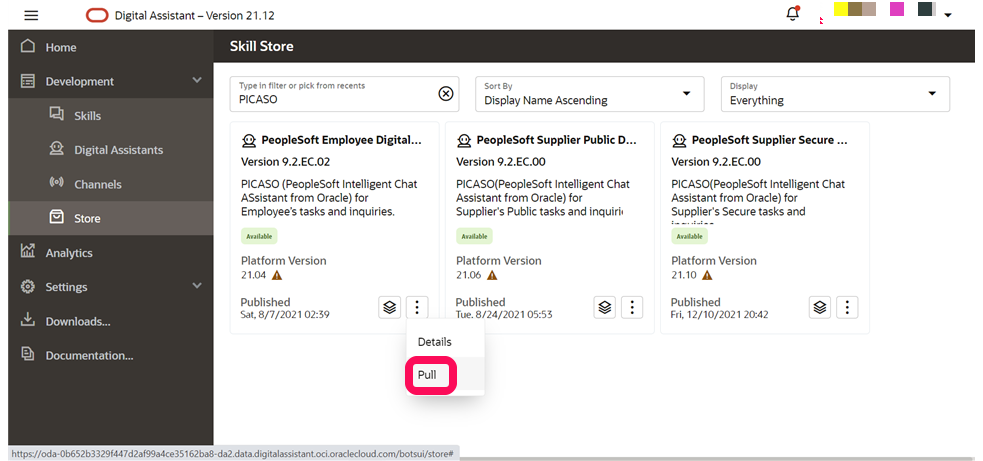 Digital Assistant – Version 21.12
Home
Development
Skills
Digital Assistants
Channels
Store
Analytics
Settings
Downloads...
Documentation...
Skill Store
Type in filter or pick from recents
PICASO
Sort By
Display Name Ascending
Display
Everything
PeopleSoft Employee Digital...
Version 9.2.EC.02
PICASO (PeopleSoft Intelligent Chat
ASsistant from Oracle) for
Employee's tasks and inquiries.
Available
Platform Version
21.04
Published
Sat, 8/7/2021 02:39
PeopleSoft Supplier Public D...
Version 9.2.EC.00
PICASO(PeopleSoft Intelligent Chat
ASsistant from Oracle) for
Supplier's Public tasks and inquirie
Available
Platform Version
21.06
Published
Tue, 8/24/2021 05:53
PeopleSoft Supplier Secure ...
Version 9.2.EC.00
PICASO(PeopleSoft Intelligent Chat
ASsistant from Oracle) for
Supplier's Secure tasks and
inquiries
Available
Platform Version
21.10
Published
Fri, 12/10/2021 20:42
Details
Pull
https://oda-0b652b3329f447d2af99a4ce35162ba8-da2.data.digitalassistant.oci.oraclecloud.com/botsui/store#